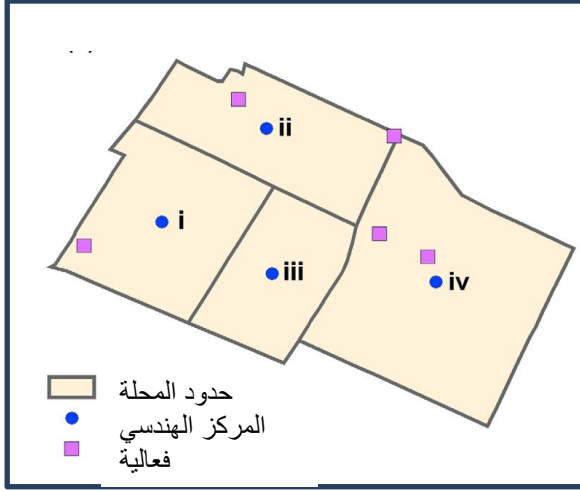 ii
i
iii
iv
حدود المحلة
المركز الهندسي
فعالية